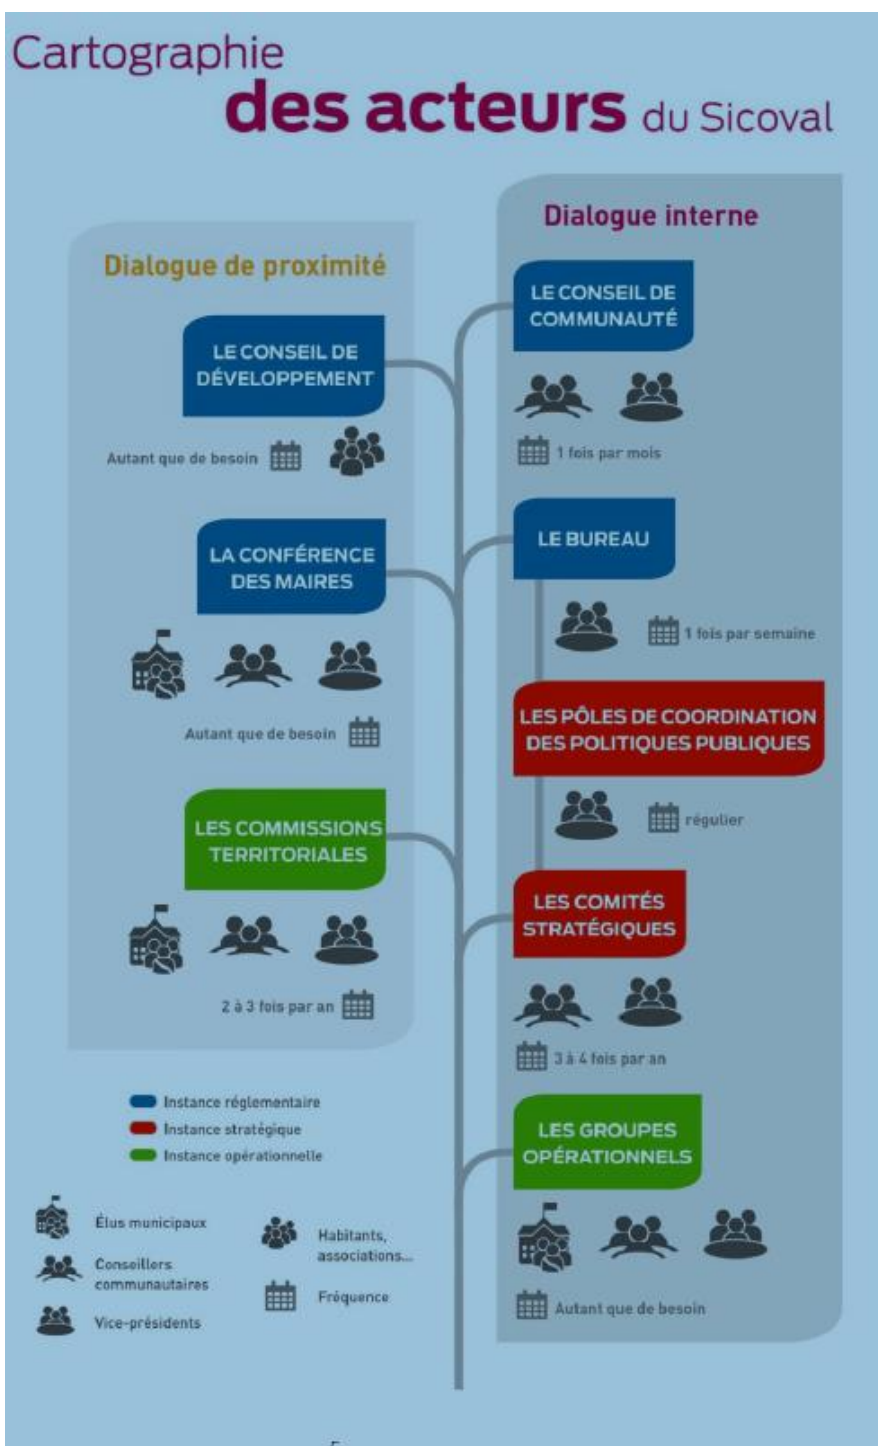 Cartographie
des acteurs du Sicoval
Dialogue de proximité
LE CONSEIL DE
DÉVELOPPEMENT
Autant que de besoin
LA CONFÉRENCE
DES MAIRES
Autant que de besoin
LES COMMISSIONS
TERRITORIALES
2 à 3 fois par an
Dialogue interne
LE CONSEIL DE
COMMUNAUTÉ
1 fois par mois
LE BUREAU
1 fois par semaine
LES PÔLES DE COORDINATION
DES POLITIQUES PUBLIQUES
régulier
LES COMITÉS
STRATÉGIQUES
3 à 4 fois par an
LES GROUPES
OPÉRATIONNELS
Autant que de besoin
Instance réglementaire
Instance stratégique
Instance opérationnelle
Élus municipaux
Conseillers
communautaires
Vice-présidents
Habitants,
associations...
Fréquence